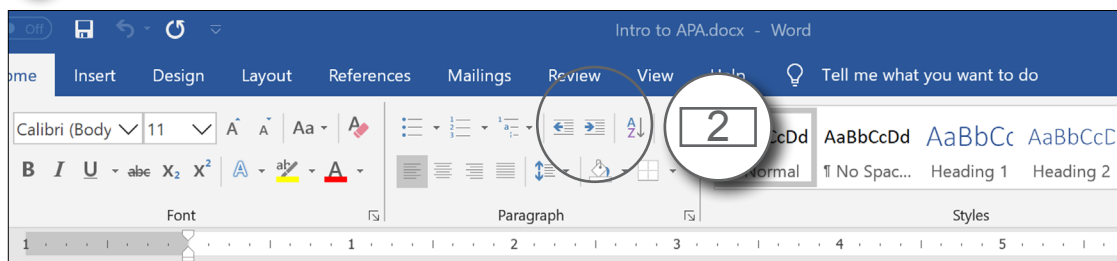 Off
Intro to APA.docx - Word
ome Insert Design Layout References Mailings Review View Help Tell me what you want to do
Calibri (Body 11 A A Aa A A Z 2 CcDd AaBbCcDd AaBbCc AaBbCcD
B I U abc X₂ X² A ab A Normal ¶ No Spac... Heading 1 Heading 2
Font Paragraph Styles
1 1 2 3 4 5